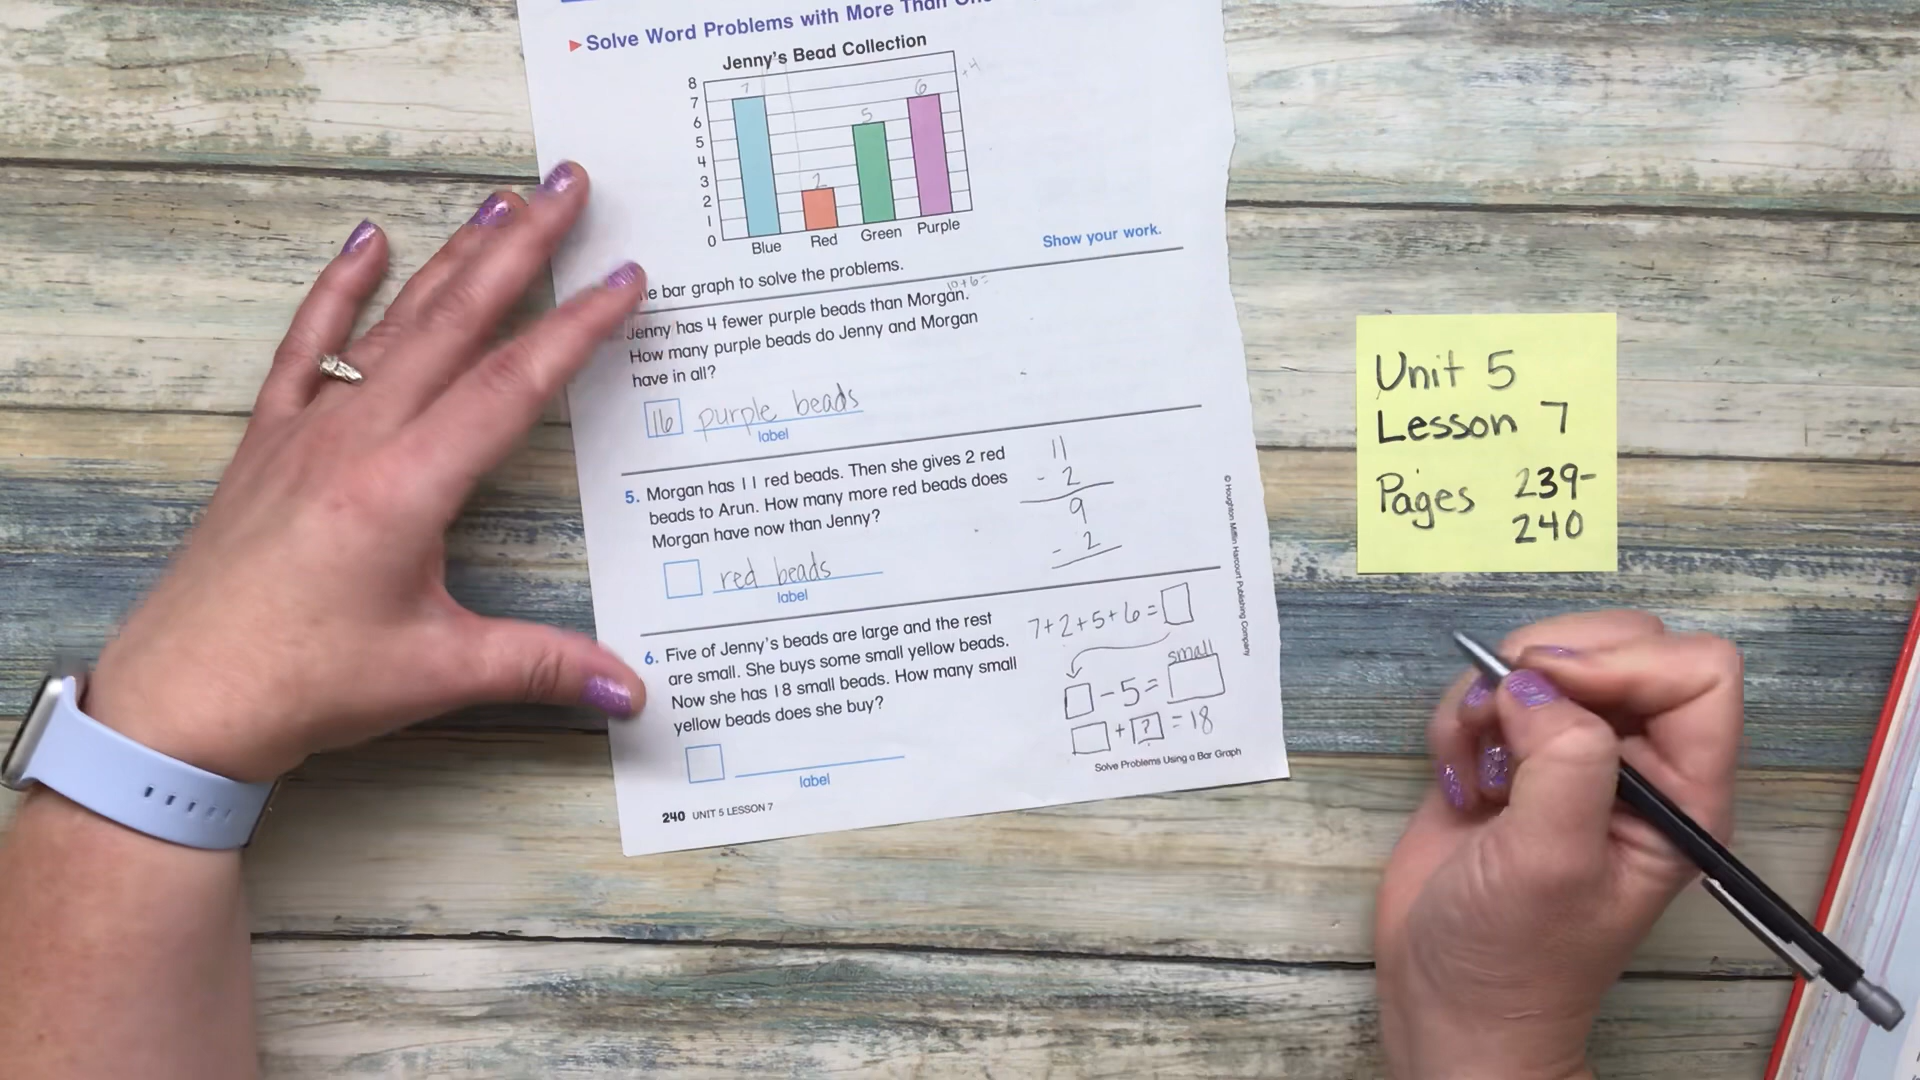 ▶ Solve Word Problems with More Than
Jenny's Bead Collection
8
7
6
5
4
3
2
1
0
7
2
5
6
+4
Blue Red Green Purple
Show your work.
bar graph to solve the problems.
10+6=
Jenny has 4 fewer purple beads than Morgan.
How many purple beads do Jenny and Morgan
have in all?
16 purple beads
label
5. Morgan has 11 red beads. Then she gives 2 red
beads to Arun. How many more red beads does
Morgan have now than Jenny?
red beads
label
11
- 2
9
- 2
6. Five of Jenny's beads are large and the rest
are small. She buys some small yellow beads.
Now she has 18 small beads. How many small
yellow beads does she buy?
label
7+2+5+6=□
small
□-5=□
□+?=18
Solve Problems Using a Bar Graph
240 UNIT 5 LESSON 7
© Houghton Mifflin Harcourt Publishing Company
Unit 5
Lesson 7
Pages 239-
240